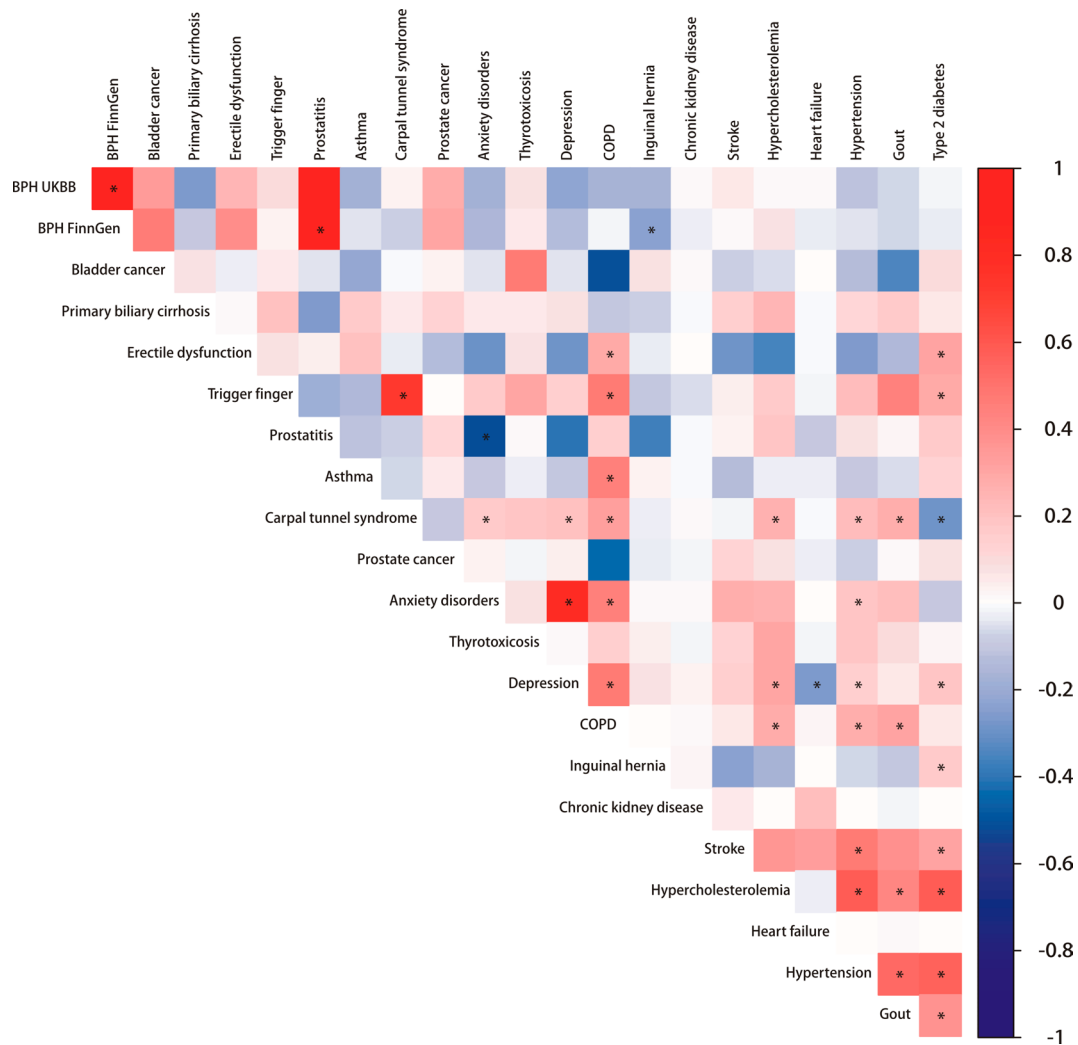 BPH FinnGen
Bladder cancer
Primary biliary cirrhosis
Erectile dysfunction
Trigger finger
Prostatitis
Asthma
Carpal tunnel syndrome
Prostate cancer
Anxiety disorders
Thyrotoxicosis
Depression
COPD
Inguinal hernia
Chronic kidney disease
Stroke
Hypercholesterolemia
Heart failure
Hypertension
Gout
Type 2 diabetes
BPH UKBB *
BPH FinnGen * *
Bladder cancer
Primary biliary cirrhosis
Erectile dysfunction * *
Trigger finger * * *
Prostatitis *
Asthma *
Carpal tunnel syndrome * * * * * * *
Prostate cancer
Anxiety disorders * * *
Thyrotoxicosis
Depression * * * * *
COPD * * *
Inguinal hernia *
Chronic kidney disease
Stroke * *
Hypercholesterolemia * * *
Heart failure
Hypertension * *
Gout *
1
0.8
0.6
0.4
0.2
0
-0.2
-0.4
-0.6
-0.8
-1